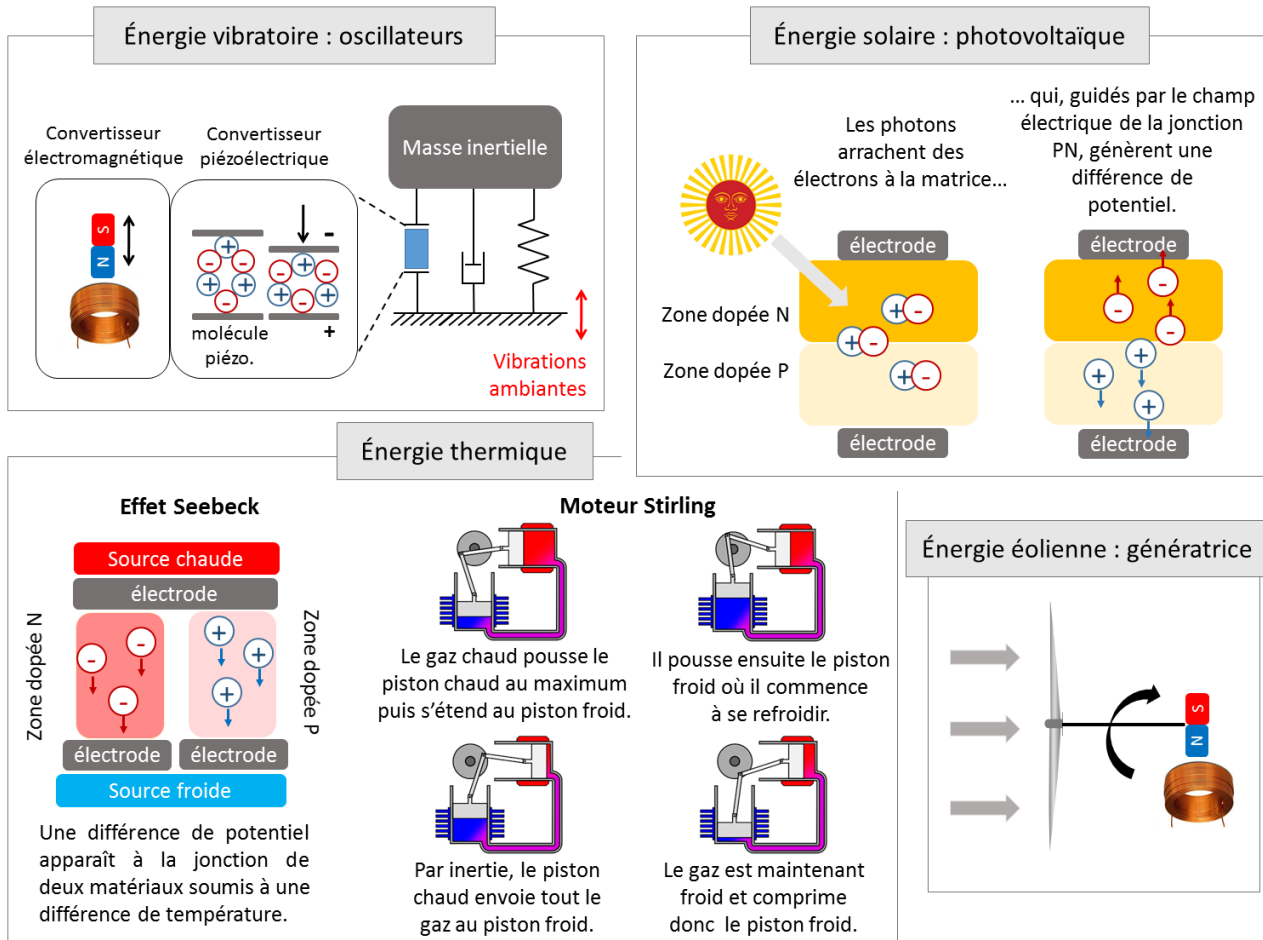 Énergie vibratoire : oscillateurs
Convertisseur
électromagnétique
S
N
Convertisseur
piézoélectrique
-
+
-
-
+
+
-
+
-
-
+
+
-
molécule
piézo.
+
Masse inertielle
Vibrations
ambiantes
Énergie solaire : photovoltaïque
Les photons
arrachent des
électrons à la matrice...
... qui, guidés par le champ
électrique de la jonction
PN, génèrent une
différence de
potentiel.
électrode
électrode
Zone dopée N
Zone dopée P
+ -
+ -
+ -
-
-
-
+
+
+
électrode
électrode
Énergie thermique
Effet Seebeck
Source chaude
électrode
Zone dopée N
-
-
-
+
+
+
Zone dopée P
électrode
électrode
Source froide
Une différence de potentiel
apparaît à la jonction de
deux matériaux soumis à une
différence de température.
Moteur Stirling
Le gaz chaud pousse le
piston chaud au maximum
puis s’étend au piston froid.
Il pousse ensuite le piston
froid où il commence
à se refroidir.
Par inertie, le piston
chaud envoie tout le
gaz au piston froid.
Le gaz est maintenant
froid et comprime
donc le piston froid.
Énergie éolienne : génératrice
S
N